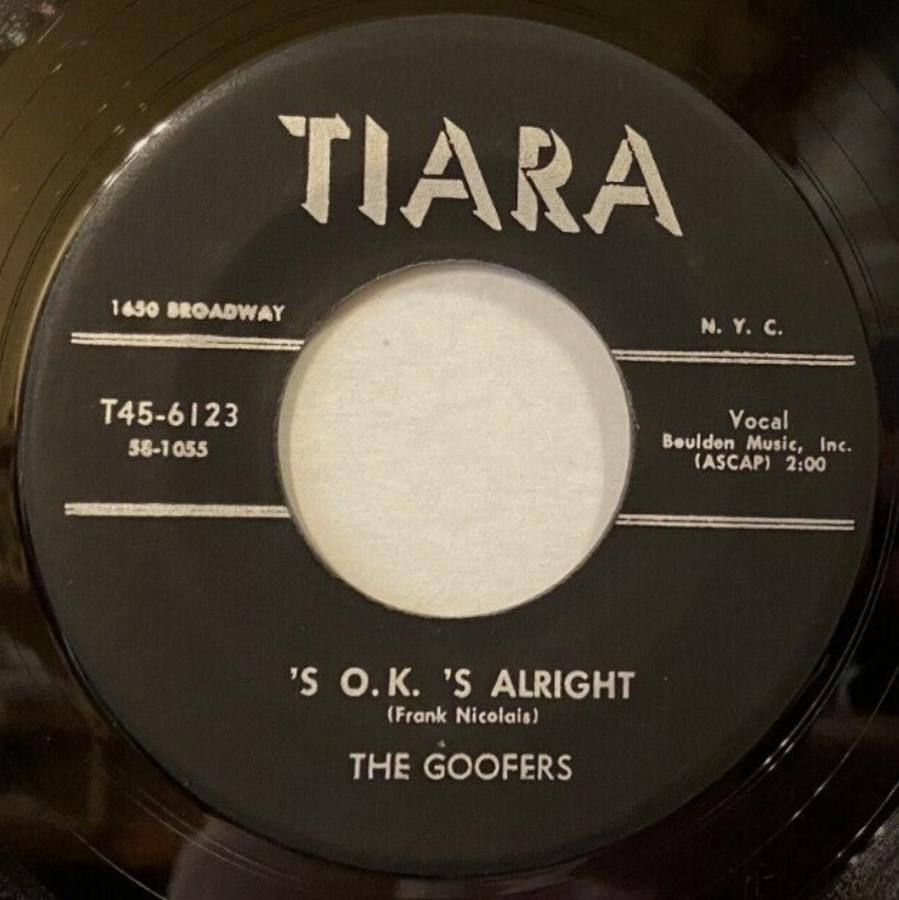 TIARA
1650 BROADWAY
N. Y. C.
T45-6123
58-1055
Vocal
Boulden Music, Inc.
(ASCAP) 2:00
'S O.K. 'S ALRIGHT
(Frank Nicolais)
THE GOOFERS